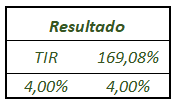 Resultado
TIR 169,08%
4,00% 4,00%